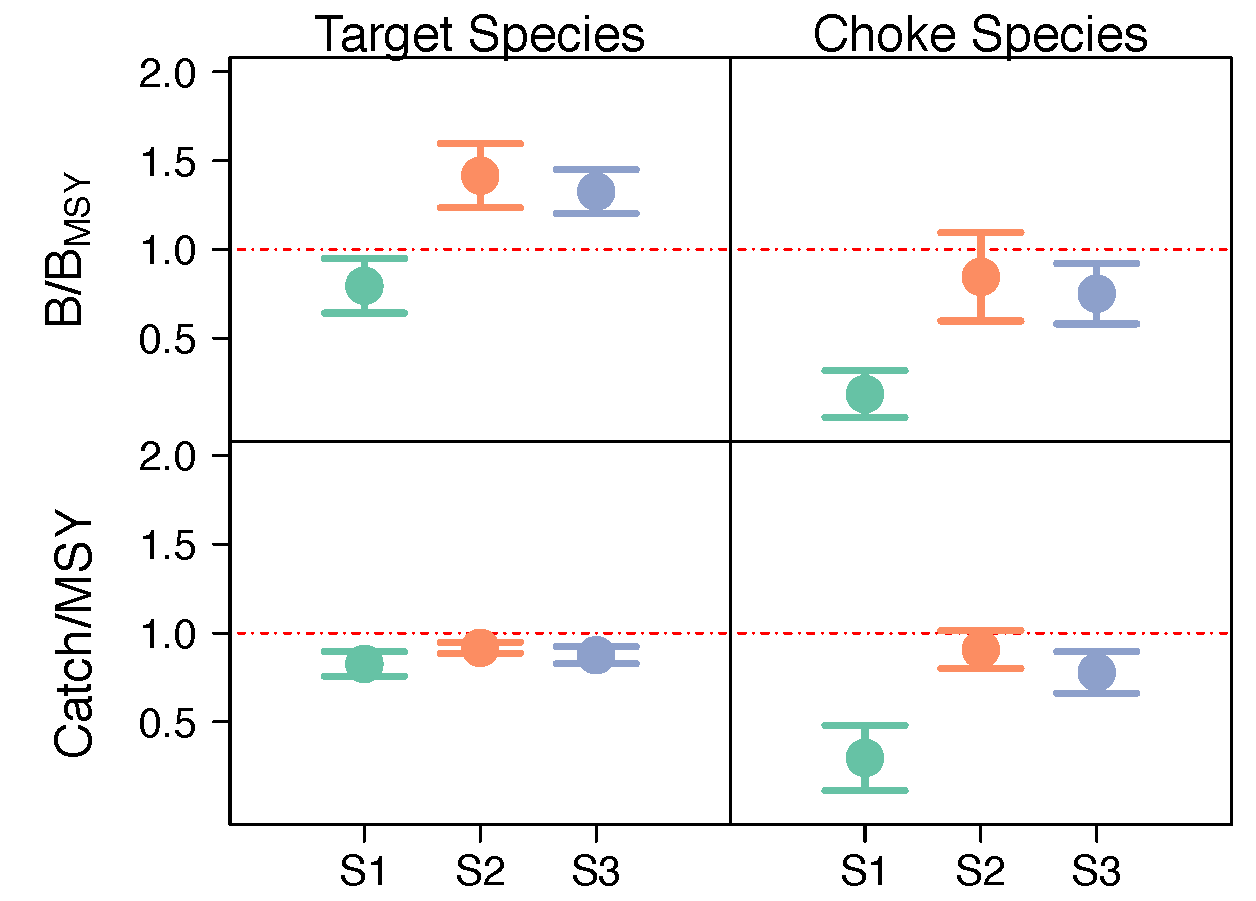 Target Species
Choke Species
B/BMSY
2.0
1.5
1.0
0.5
Catch/MSY
2.0
1.5
1.0
0.5
S1 S2 S3
S1 S2 S3